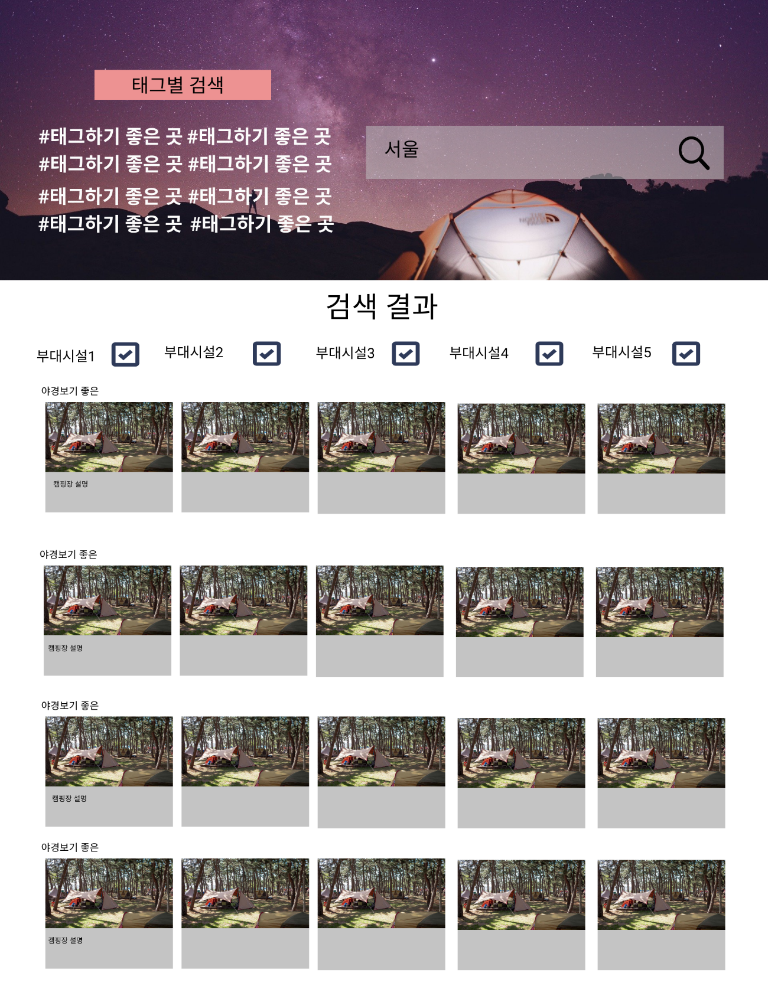 태그별 검색
#태그하기 좋은 곳 #태그하기 좋은 곳
#태그하기 좋은 곳 #태그하기 좋은 곳
#태그하기 좋은 곳 #태그하기 좋은 곳
#태그하기 좋은 곳 #태그하기 좋은 곳
서울
THE
NORTH
FACE
검색 결과
부대시설1 부대시설2 부대시설3 부대시설4 부대시설5
야경보기 좋은
캠핑장 설명
야경보기 좋은
캠핑장 설명
야경보기 좋은
캠핑장 설명
야경보기 좋은
캠핑장 설명